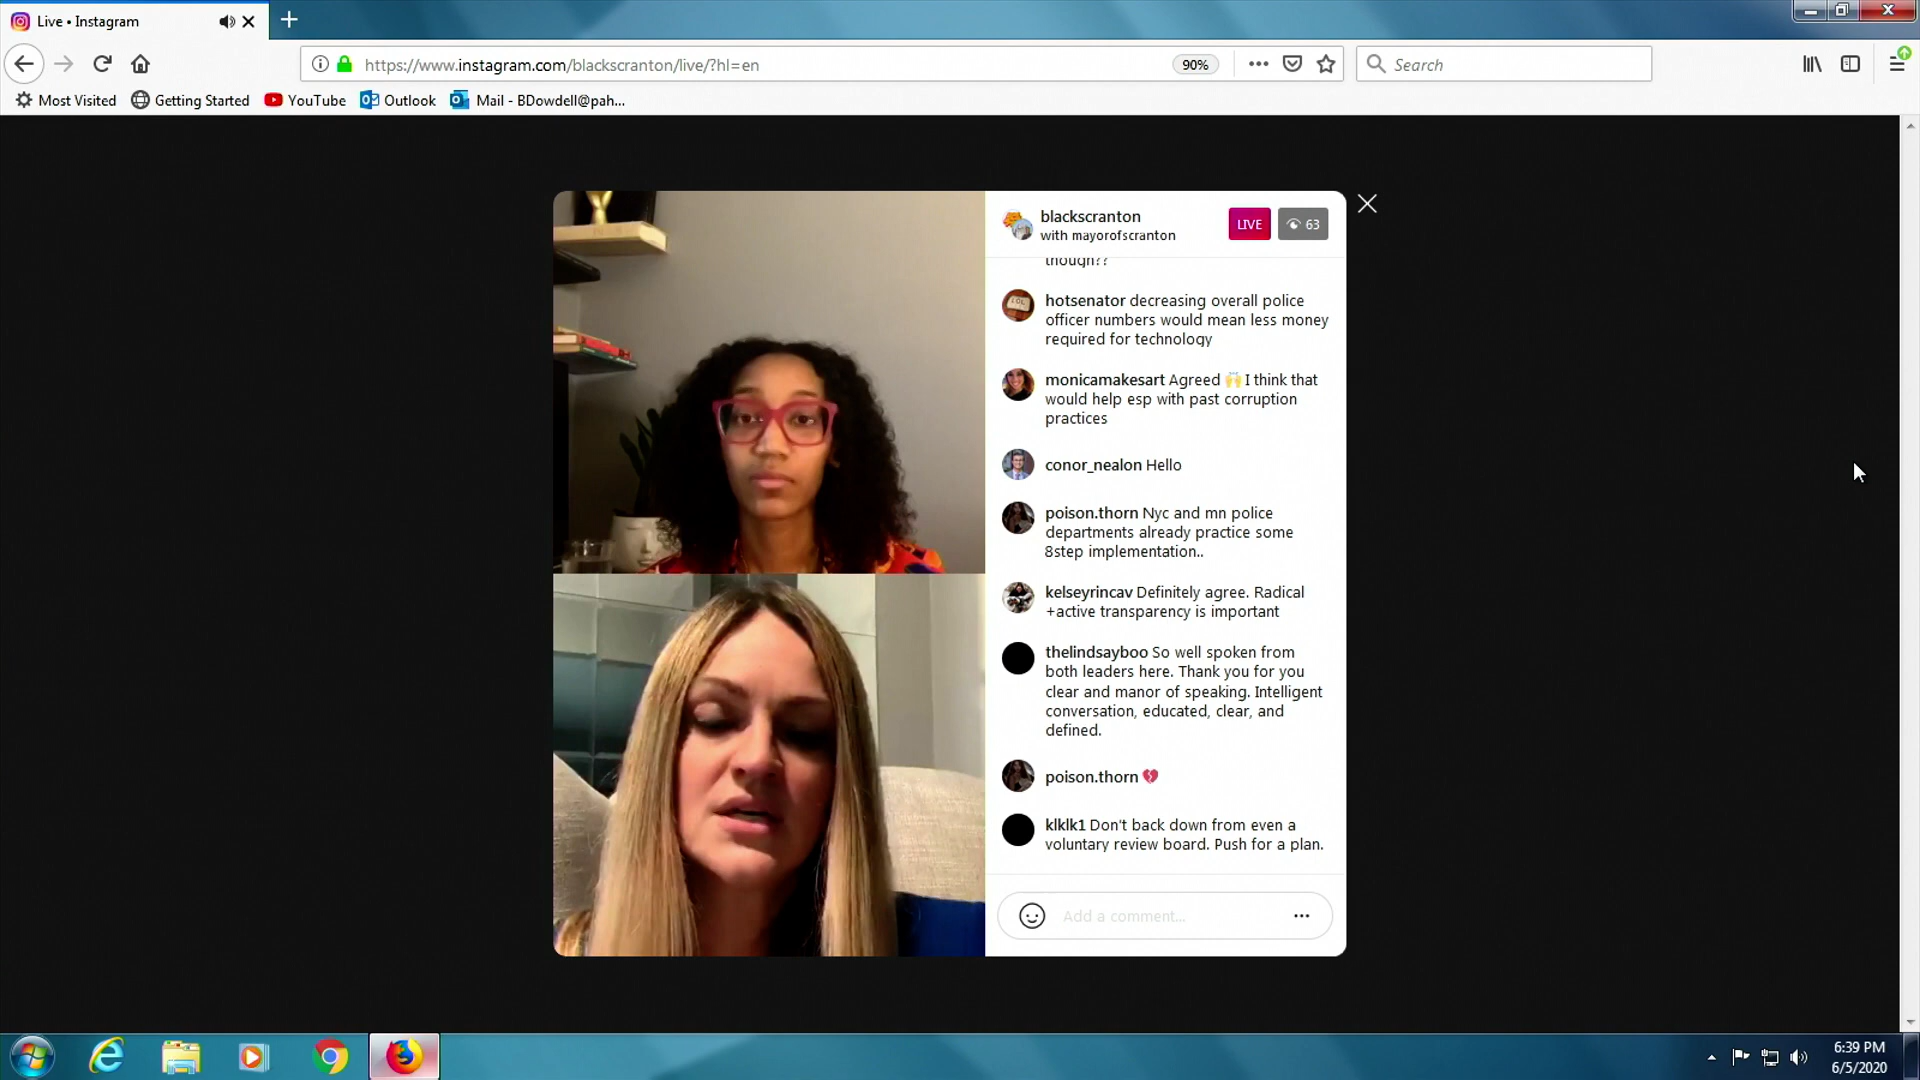 Live • Instagram
https://www.instagram.com/blackscranton/live/?hl=en
90%
Search
Most Visited
Getting Started
YouTube
Outlook
Mail - BDowdell@pah...
blackscranton
with mayorofscranton
LIVE
63
though??
hotsenator decreasing overall police
officer numbers would mean less money
required for technology
monicamakesart Agreed 🙌 I think that
would help esp with past corruption
practices
conor_nealon Hello
poison.thorn Nyc and mn police
departments already practice some
8step implementation..
kelseyrincav Definitely agree. Radical
+active transparency is important
thelindsayboo So well spoken from
both leaders here. Thank you for you
clear and manor of speaking. Intelligent
conversation, educated, clear, and
defined.
poison.thorn 💔
klklk1 Don't back down from even a
voluntary review board. Push for a plan.
Add a comment...
6:39 PM
6/5/2020